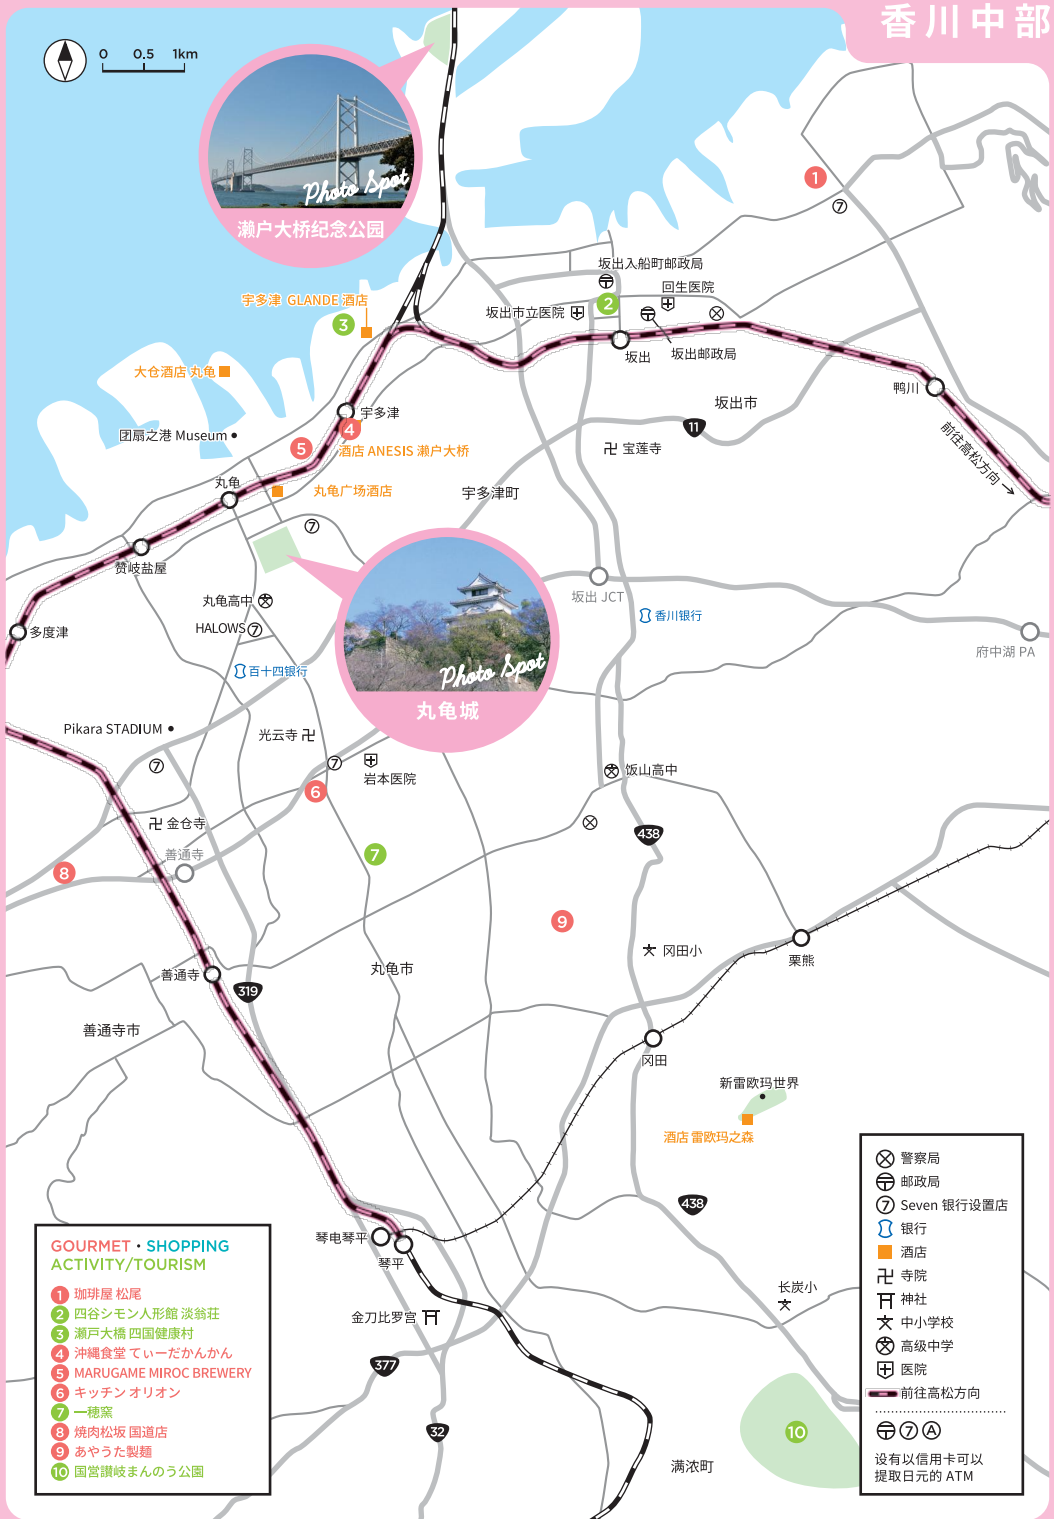 香川中部
0 0.5 1km
Photo Spot
濑户大桥纪念公园
1
7
坂出入船町邮政局
回生医院
宇多津 GLANDE 酒店
2
坂出市立医院
3
坂出
坂出邮政局
大仓酒店 丸龟
鸭川
坂出市
宇多津
11
4
前往高松方向→
团扇之港 Museum
5
酒店 ANESIS 濑户大桥
宝莲寺
丸龟
丸龟广场酒店
宇多津町
7
赞岐盐屋
坂出 JCT
丸龟高中
香川银行
多度津
HALOWS 7
府中湖 PA
百十四银行
Photo Spot
丸龟城
Pikara STADIUM
光云寺
7
7
岩本医院
饭山高中
6
金仓寺
438
善通寺
7
8
9
冈田小
栗熊
丸龟市
善通寺
319
善通寺市
冈田
新雷欧玛世界
酒店 雷欧玛之森
438
琴电琴平
琴平
长炭小
金刀比罗宫
377
32
10
满浓町
GOURMET・SHOPPING
ACTIVITY/TOURISM
1 珈琲屋 松尾
2 四谷シモン人形館 淡翁荘
3 瀬戸大橋 四国健康村
4 沖縄食堂 てぃーだかんかん
5 MARUGAME MIROC BREWERY
6 キッチン オリオン
7 一穂窯
8 焼肉松坂 国道店
9 あやうた製麺
10 国営讃岐まんのう公園
警察局
邮政局
7 Seven 银行设置店
银行
酒店
寺院
神社
中小学校
高级中学
医院
前往高松方向
7 A
设有以信用卡可以
提取日元的 ATM